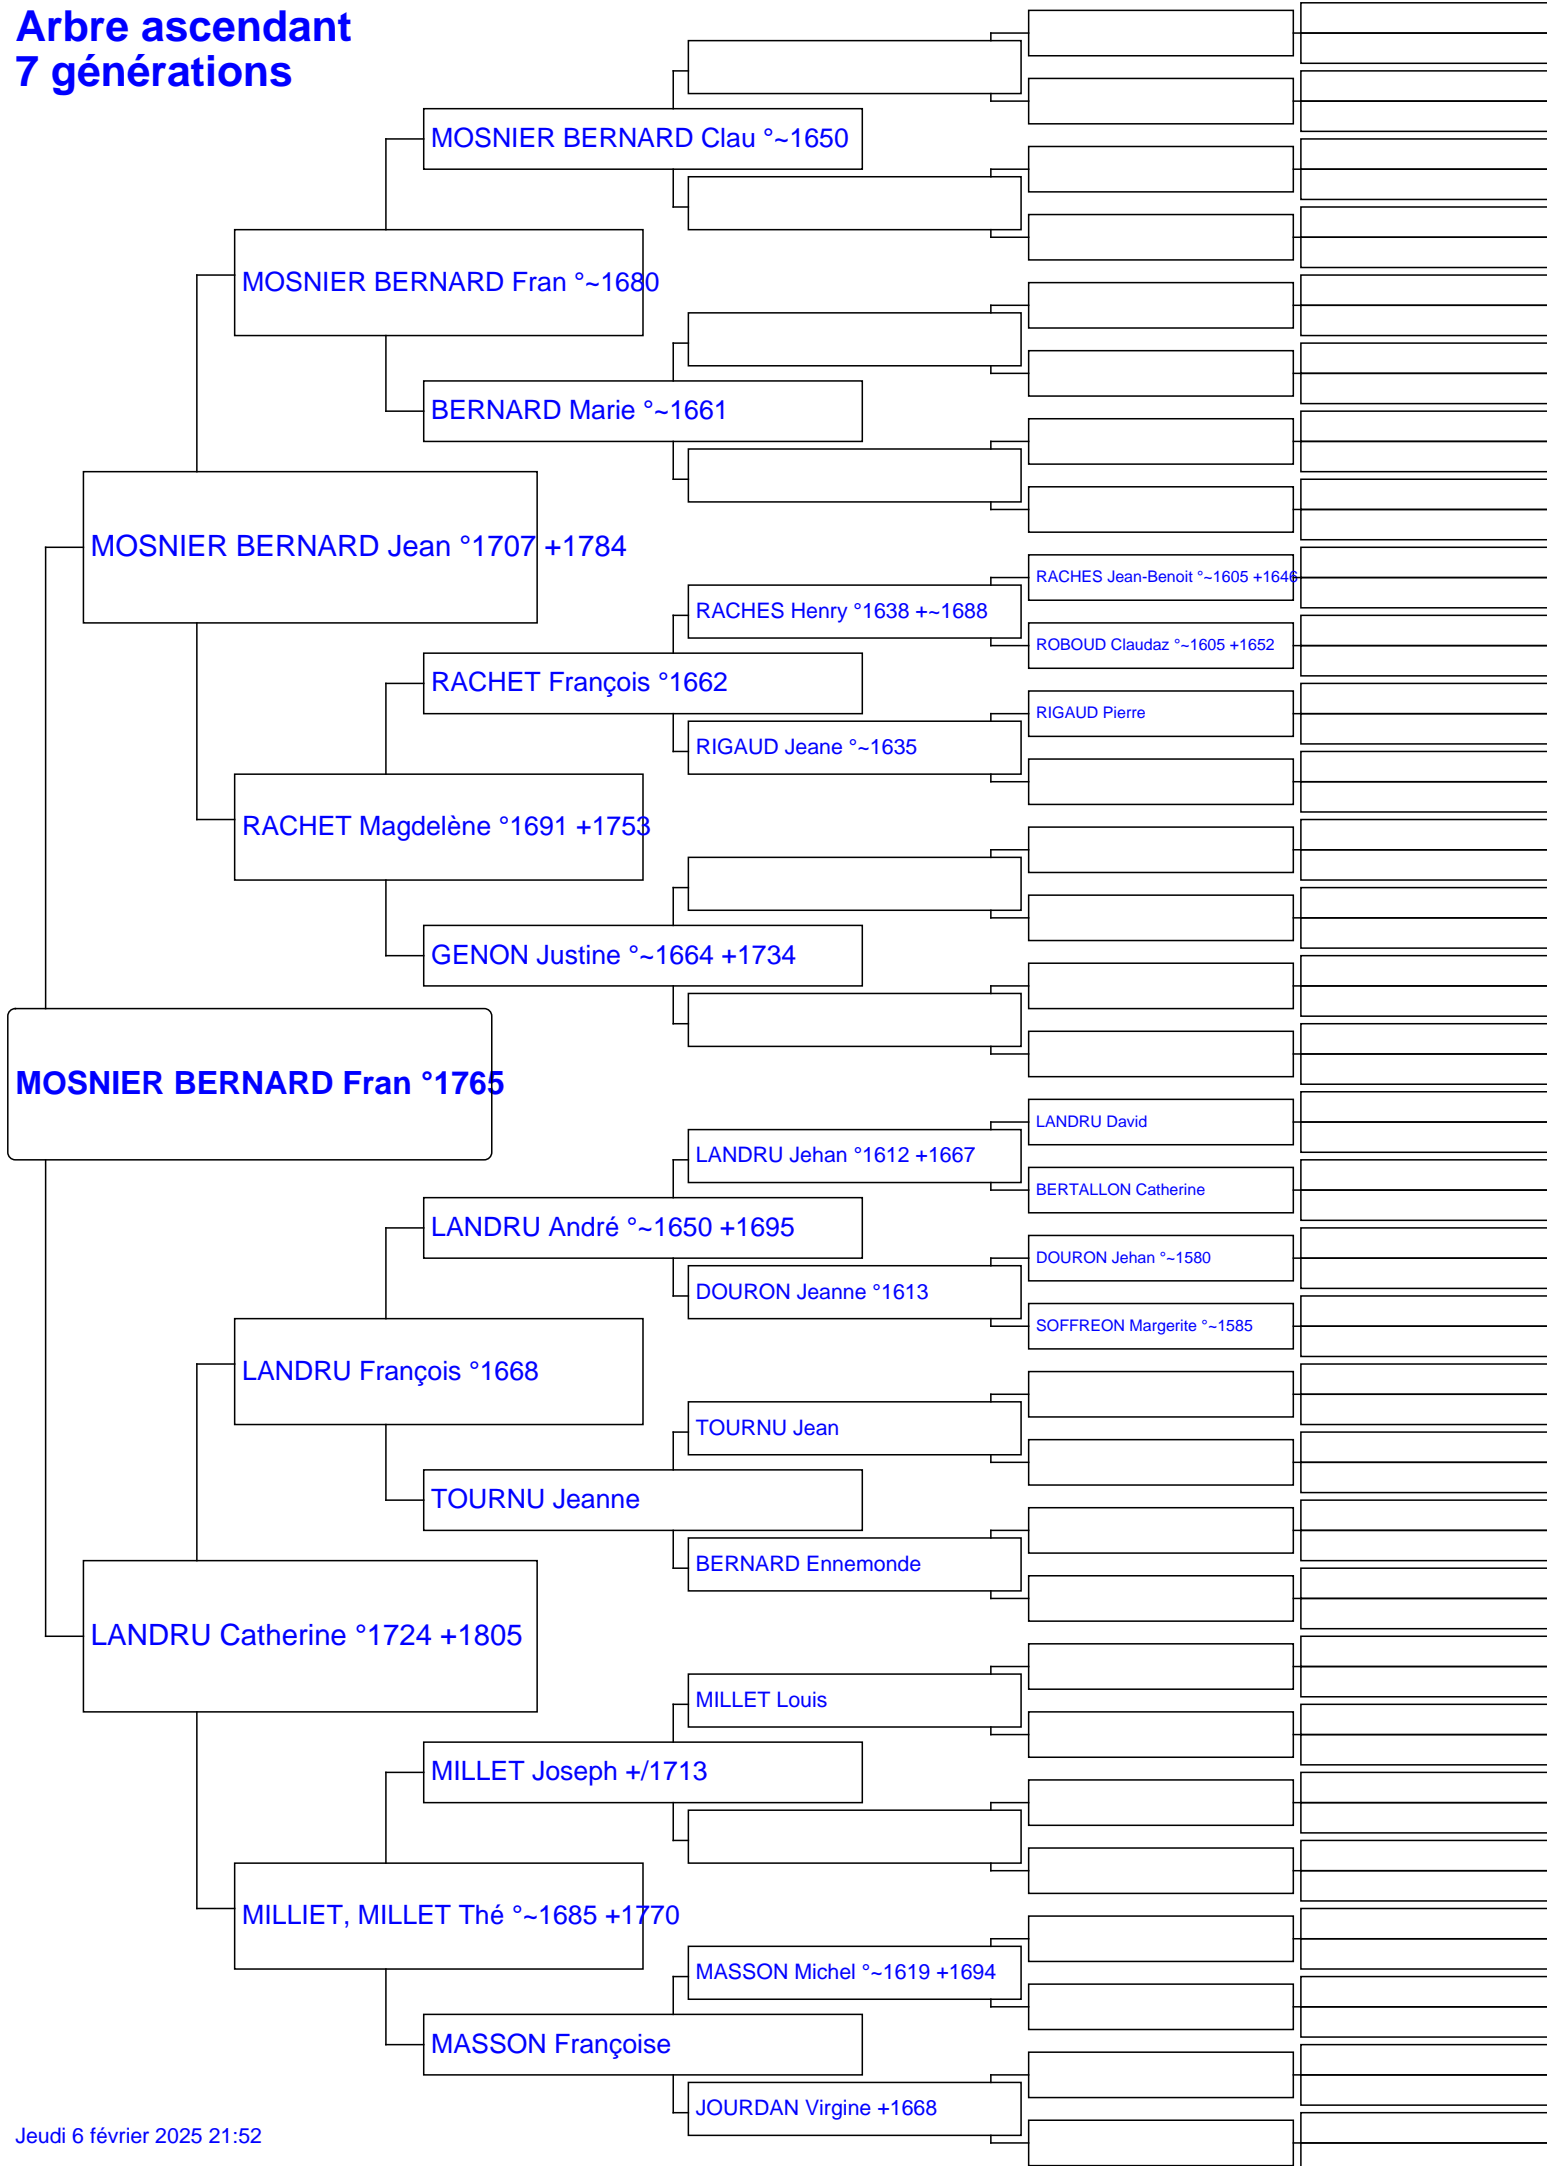 Arbre ascendant
7 générations
MOSNIER BERNARD Clau °~1650
MOSNIER BERNARD Fran °~1680
BERNARD Marie °~1661
MOSNIER BERNARD Jean °1707 +1784
RACHES Jean-Benoit °~1605 +1646
RACHES Henry °1638 +~1688
ROBOUD Claudaz °~1605 +1652
RACHET François °1662
RIGAUD Pierre
RIGAUD Jeane °~1635
RACHET Magdelène °1691 +1753
GENON Justine °~1664 +1734
MOSNIER BERNARD Fran °1765
LANDRU David
LANDRU Jehan °1612 +1667
BERTALLON Catherine
LANDRU André °~1650 +1695
DOURON Jehan °~1580
DOURON Jeanne °1613
SOFFREON Margerite °~1585
LANDRU François °1668
TOURNU Jean
TOURNU Jeanne
BERNARD Ennemonde
LANDRU Catherine °1724 +1805
MILLET Louis
MILLET Joseph +/1713
MILLIET, MILLET Thé °~1685 +1770
MASSON Michel °~1619 +1694
MASSON Françoise
JOURDAN Virgine +1668
Jeudi 6 février 2025 21:52